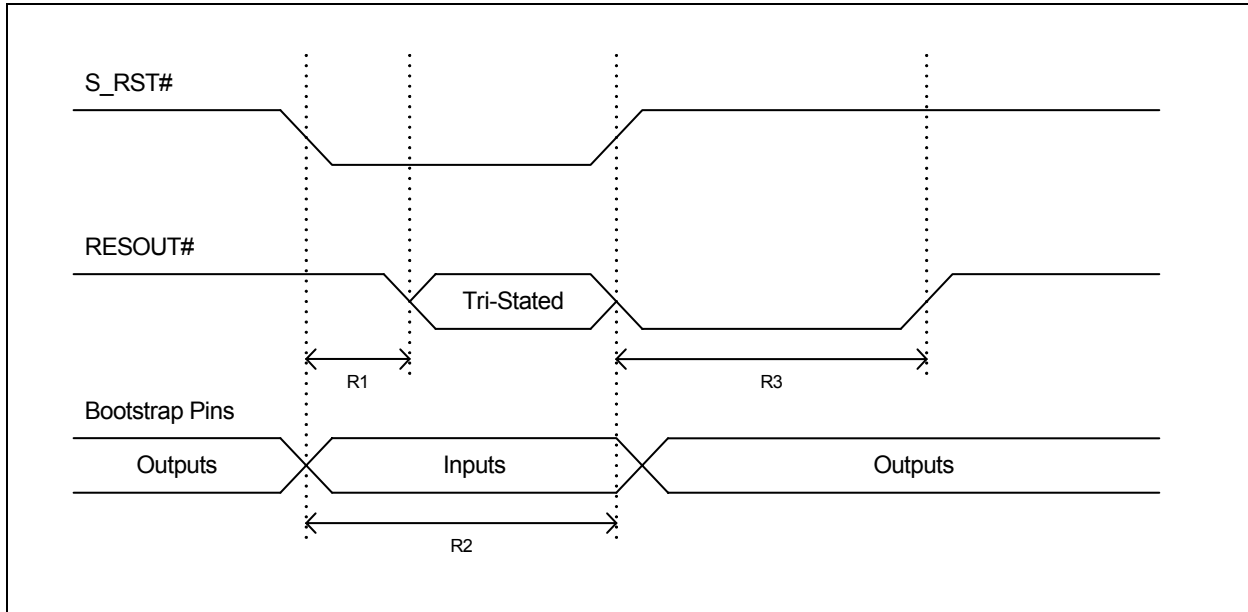 S_RST#
RESOUT#
Tri-Stated
R1
R3
Bootstrap Pins
Outputs
Inputs
Outputs
R2